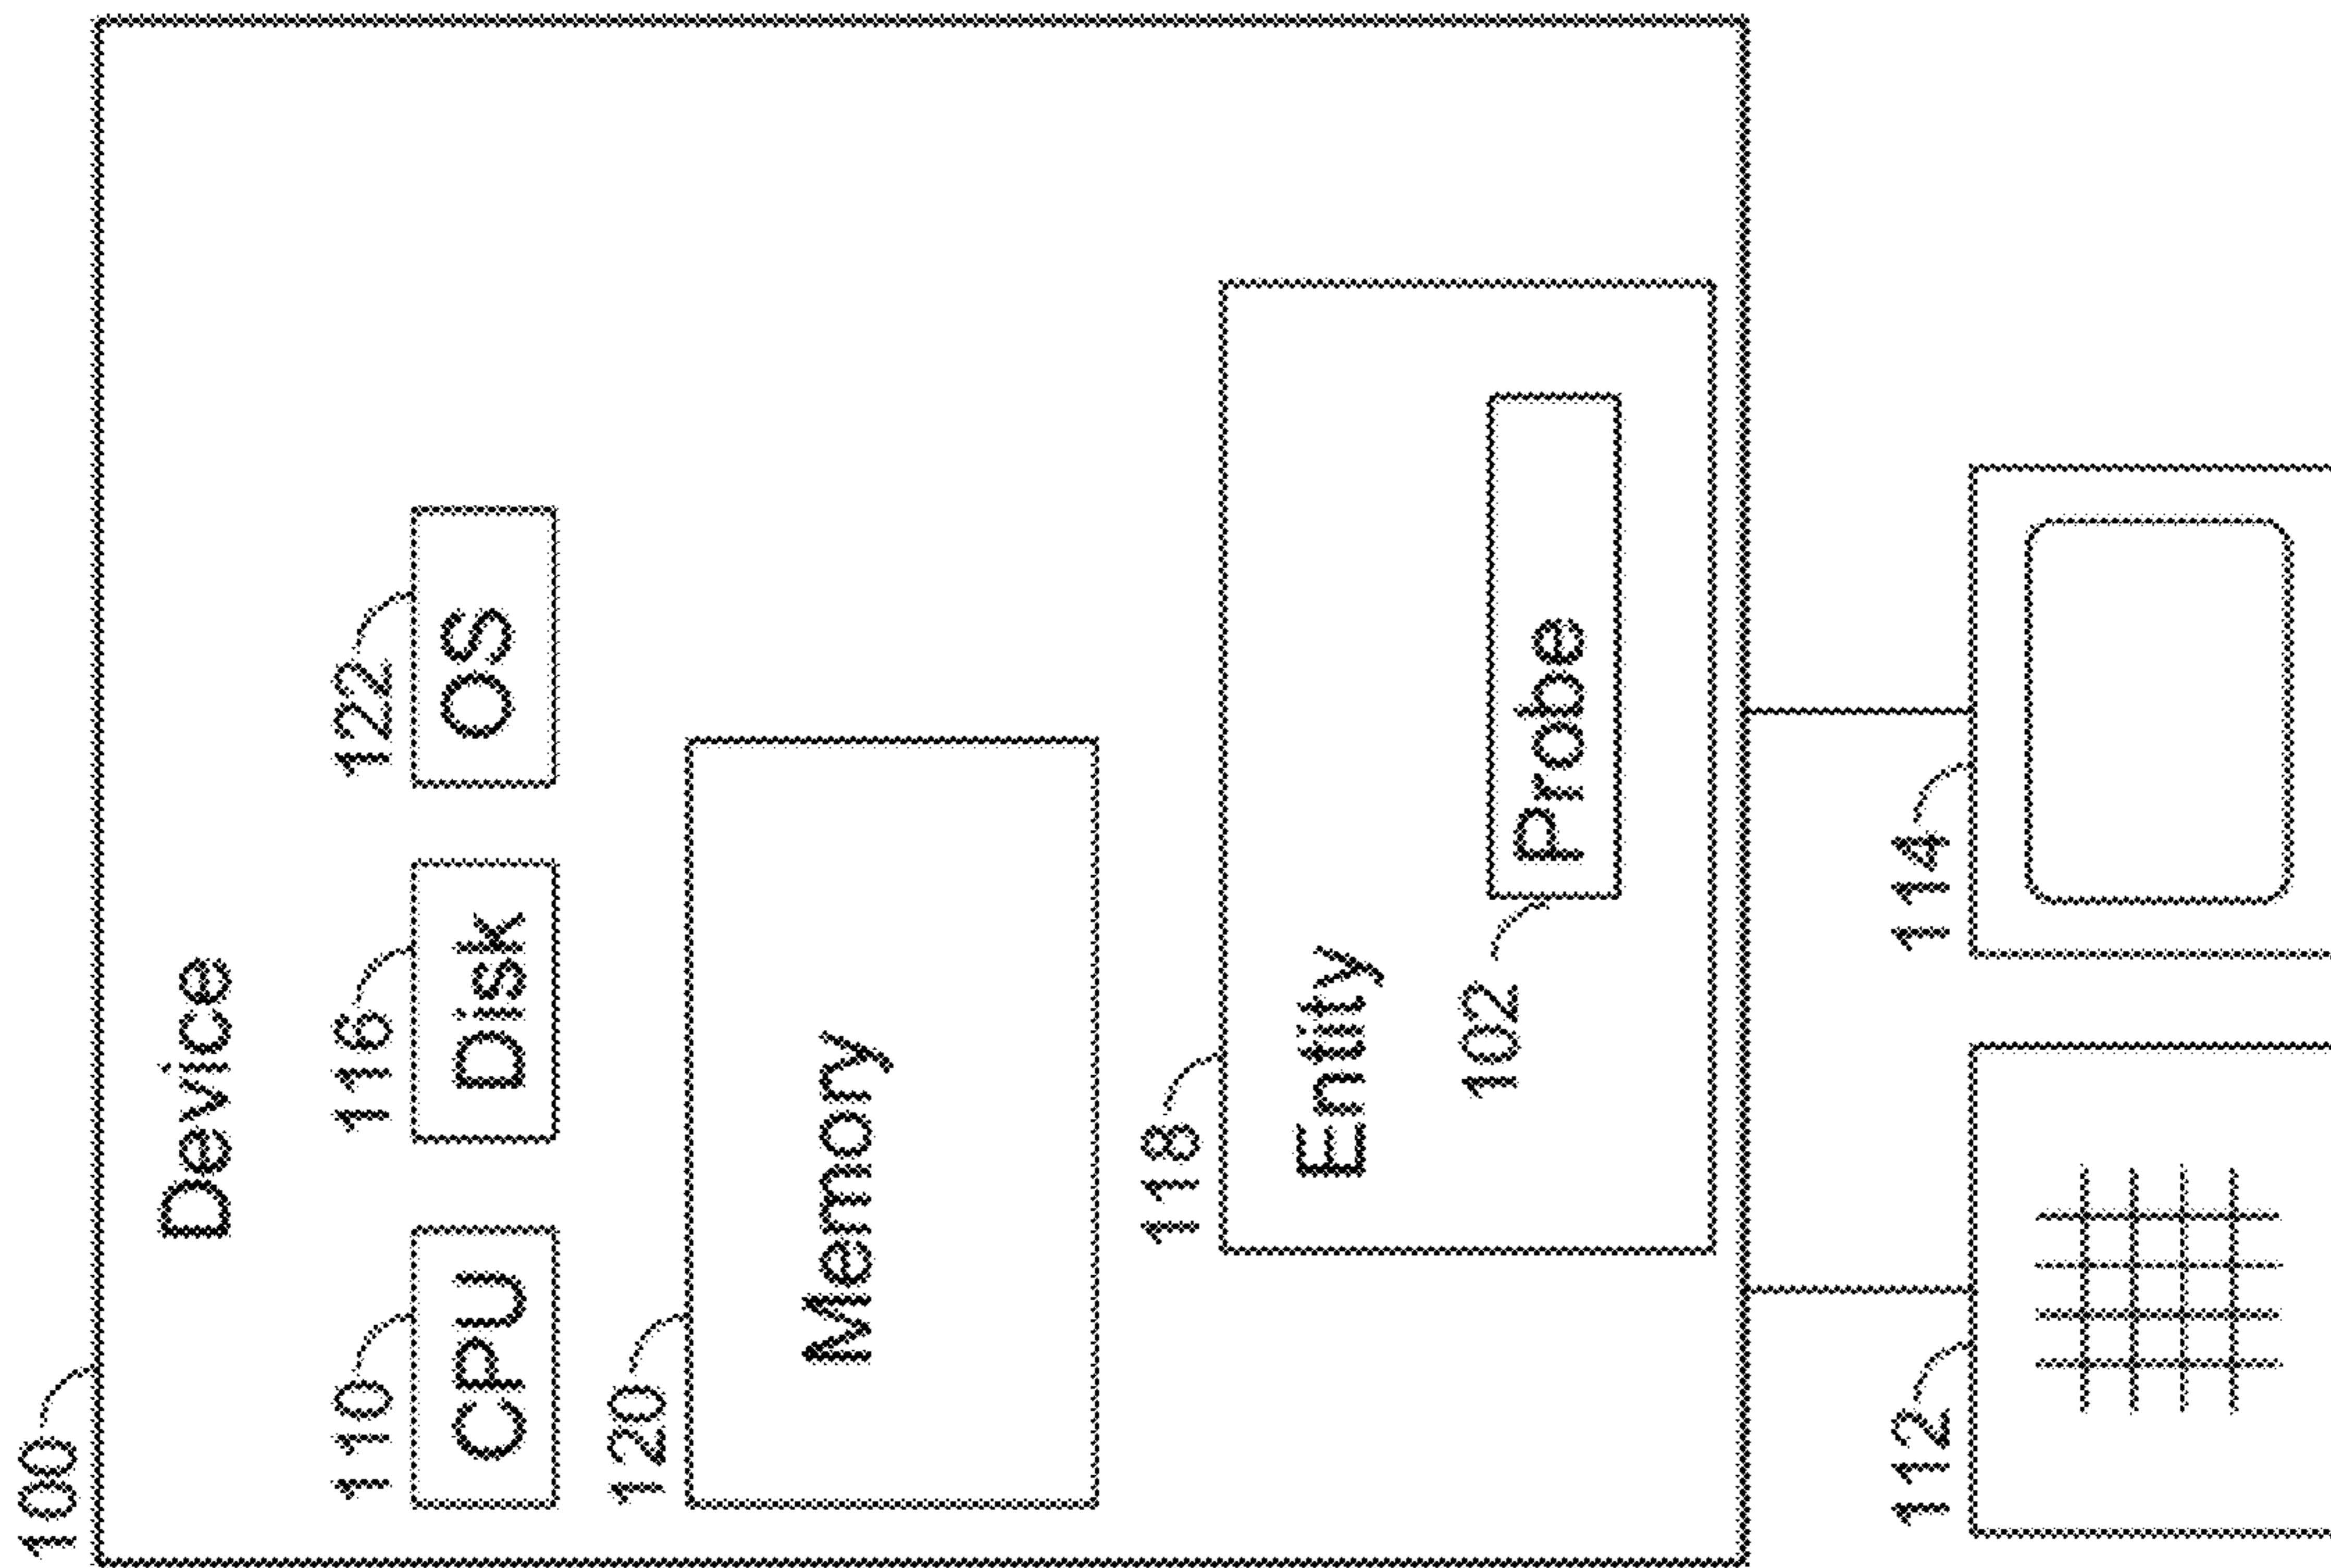 100
Device
110
116
122
CPU
Disk
OS
120
Memory
118
Entity
102
Probe
112
114